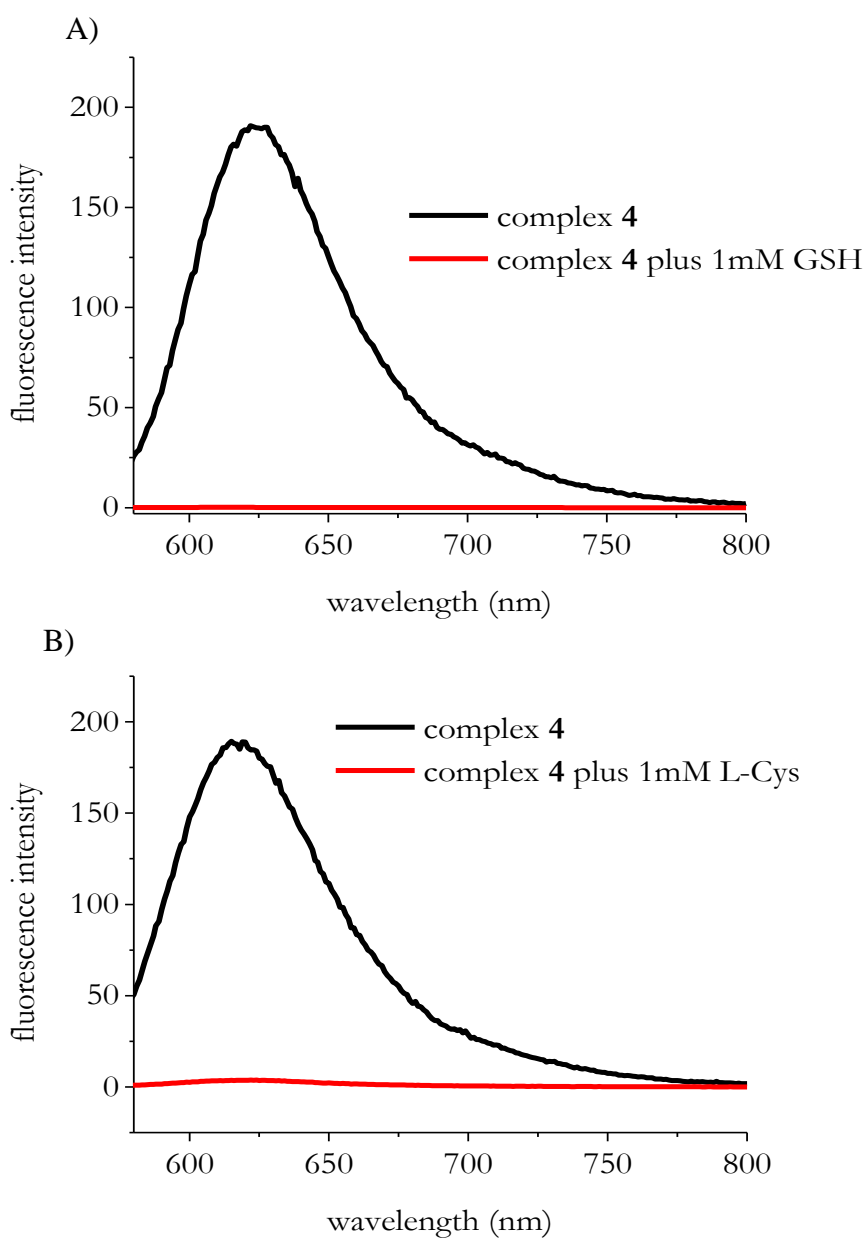 A)
200
150
100
50
0
fluorescence intensity
complex 4
complex 4 plus 1mM GSH
600 650 700 750 800
wavelength (nm)
B)
200
150
100
50
0
fluorescence intensity
complex 4
complex 4 plus 1mM L-Cys
600 650 700 750 800
wavelength (nm)